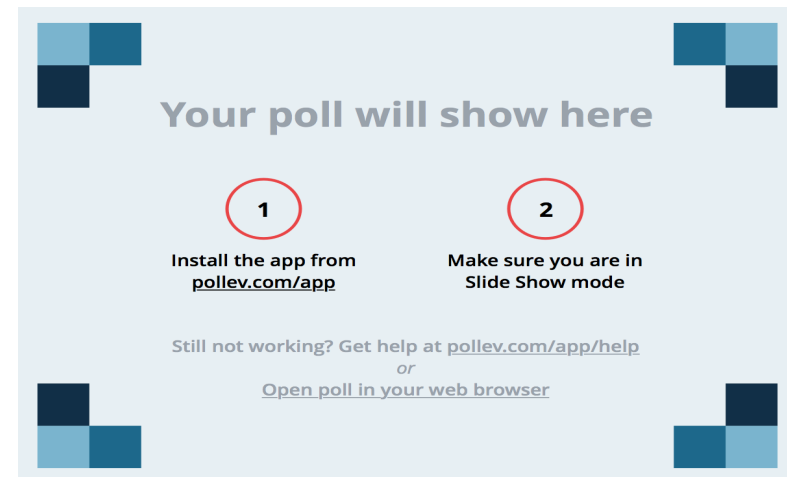 Your poll will show here
1
2
Install the app from
pollev.com/app
Make sure you are in
Slide Show mode
Still not working? Get help at pollev.com/app/help
or
Open poll in your web browser